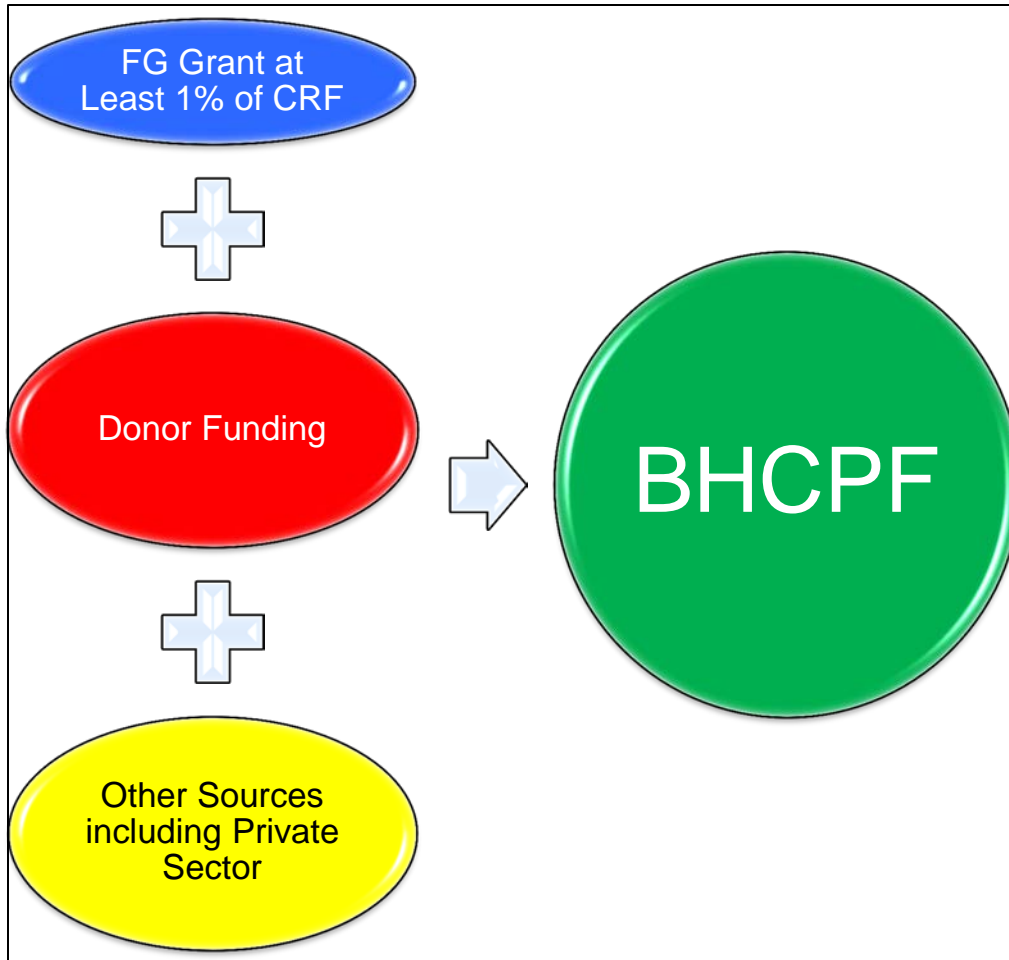 FG Grant at
Least 1% of CRF
Donor Funding
BHCPF
Other Sources
including Private
Sector